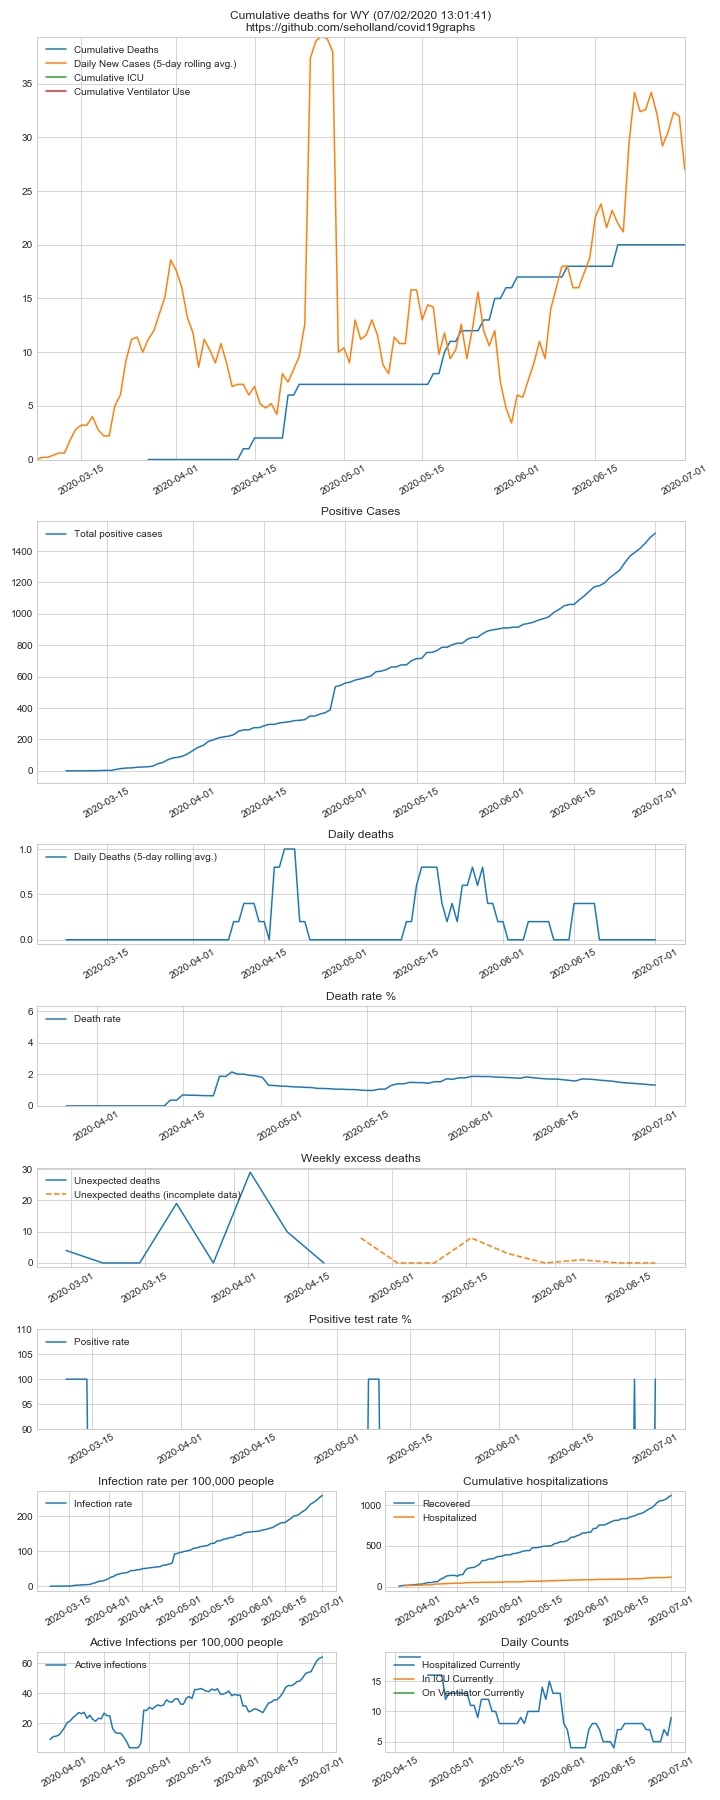 Cumulative deaths for WY (07/02/2020 13:01:41)
https://github.com/seholland/covid19graphs
Cumulative Deaths
Daily New Cases (5-day rolling avg.)
Cumulative ICU
Cumulative Ventilator Use
35
30
25
20
15
10
5
0
2020-03-15 2020-04-01 2020-04-15 2020-05-01 2020-05-15 2020-06-01 2020-06-15 2020-07-01
Positive Cases
Total positive cases
1400
1200
1000
800
600
400
200
0
2020-03-15 2020-04-01 2020-04-15 2020-05-01 2020-05-15 2020-06-01 2020-06-15 2020-07-01
Daily deaths
Daily Deaths (5-day rolling avg.)
1.0
0.5
0.0
2020-03-15 2020-04-01 2020-04-15 2020-05-01 2020-05-15 2020-06-01 2020-06-15 2020-07-01
Death rate %
Death rate
6
4
2
0
2020-04-01 2020-04-15 2020-05-01 2020-05-15 2020-06-01 2020-06-15 2020-07-01
Weekly excess deaths
Unexpected deaths
Unexpected deaths (incomplete data)
30
20
10
0
2020-03-01 2020-03-15 2020-04-01 2020-04-15 2020-05-01 2020-05-15 2020-06-01 2020-06-15
Positive test rate %
Positive rate
110
105
100
95
90
2020-03-15 2020-04-01 2020-04-15 2020-05-01 2020-05-15 2020-06-01 2020-06-15 2020-07-01
Infection rate per 100,000 people
Infection rate
200
100
0
2020-03-15 2020-04-01 2020-04-15 2020-05-01 2020-05-15 2020-06-01 2020-06-15 2020-07-01
Cumulative hospitalizations
Recovered
Hospitalized
1000
500
0
2020-04-01 2020-04-15 2020-05-01 2020-05-15 2020-06-01 2020-06-15 2020-07-01
Active Infections per 100,000 people
Active infections
60
40
20
2020-04-01 2020-04-15 2020-05-01 2020-05-15 2020-06-01 2020-06-15 2020-07-01
Daily Counts
Hospitalized Currently
In ICU Currently
On Ventilator Currently
15
10
5
2020-04-15 2020-05-01 2020-05-15 2020-06-01 2020-06-15 2020-07-01